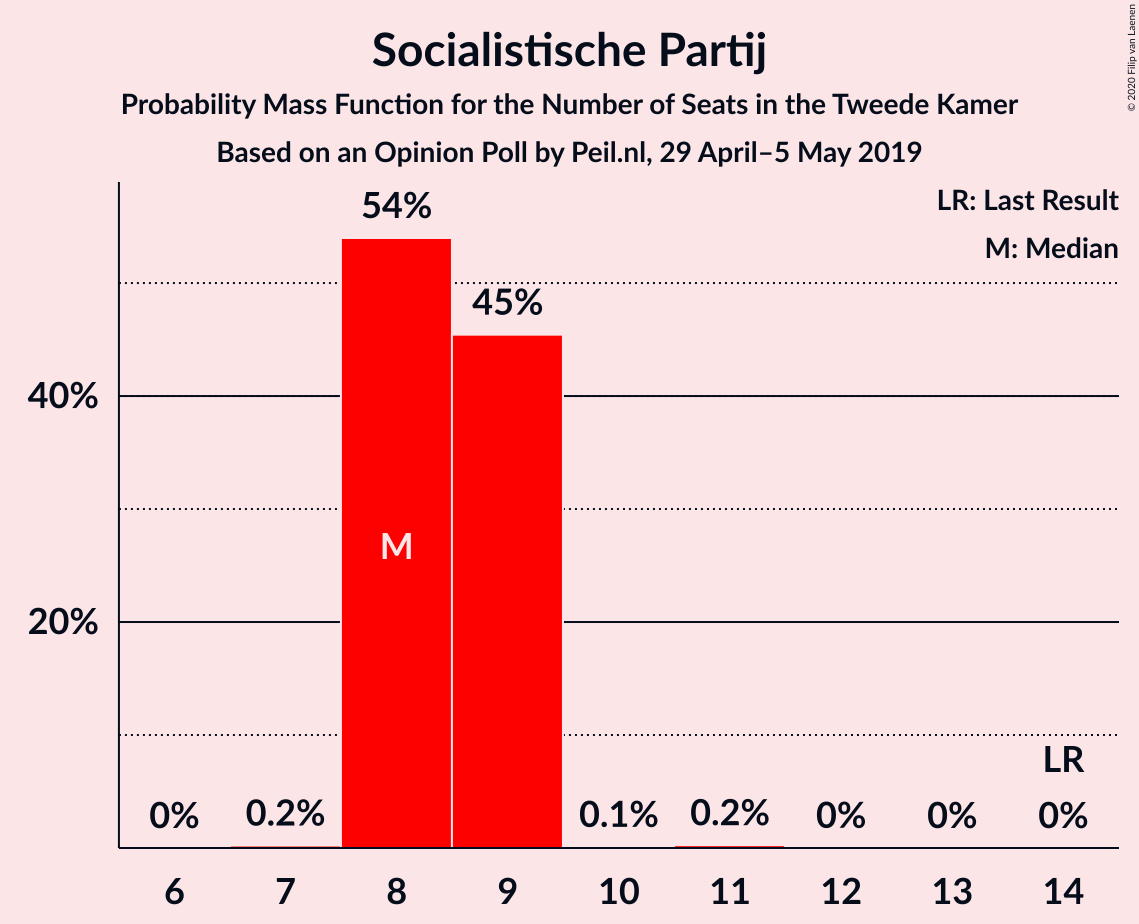 Socialistische Partij
Probability Mass Function for the Number of Seats in the Tweede Kamer
Based on an Opinion Poll by Peil.nl, 29 April–5 May 2019
© 2020 Filip van Laenen
LR: Last Result
M: Median
54%
45%
40%
M
20%
LR
0% 0.2% 0.1% 0.2% 0% 0% 0%
6 7 8 9 10 11 12 13 14